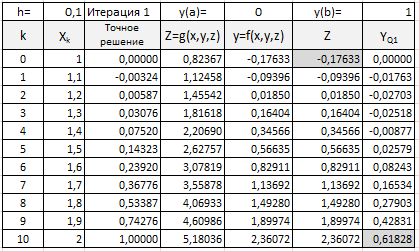 h= 0,1 Итерация 1 y(a)= 0 y(b)= 1
k Xk Точное решение Z=g(x,y,z) y=f(x,y,z) Z YQ1
0 1 0,00000 0,82367 -0,17633 -0,17633 0,00000
1 1,1 -0,00324 1,12458 -0,09396 -0,09396 -0,01763
2 1,2 0,00587 1,45542 0,01850 0,01850 -0,02703
3 1,3 0,03076 1,81618 0,16404 0,16404 -0,02518
4 1,4 0,07520 2,20690 0,34566 0,34566 -0,00877
5 1,5 0,14323 2,62757 0,56635 0,56635 0,02579
6 1,6 0,23920 3,07819 0,82911 0,82911 0,08243
7 1,7 0,36776 3,55878 1,13692 1,13692 0,16534
8 1,8 0,53387 4,06933 1,49280 1,49280 0,27903
9 1,9 0,74276 4,60986 1,89974 1,89974 0,42831
10 2 1,00000 5,18036 2,36072 2,36072 0,61828